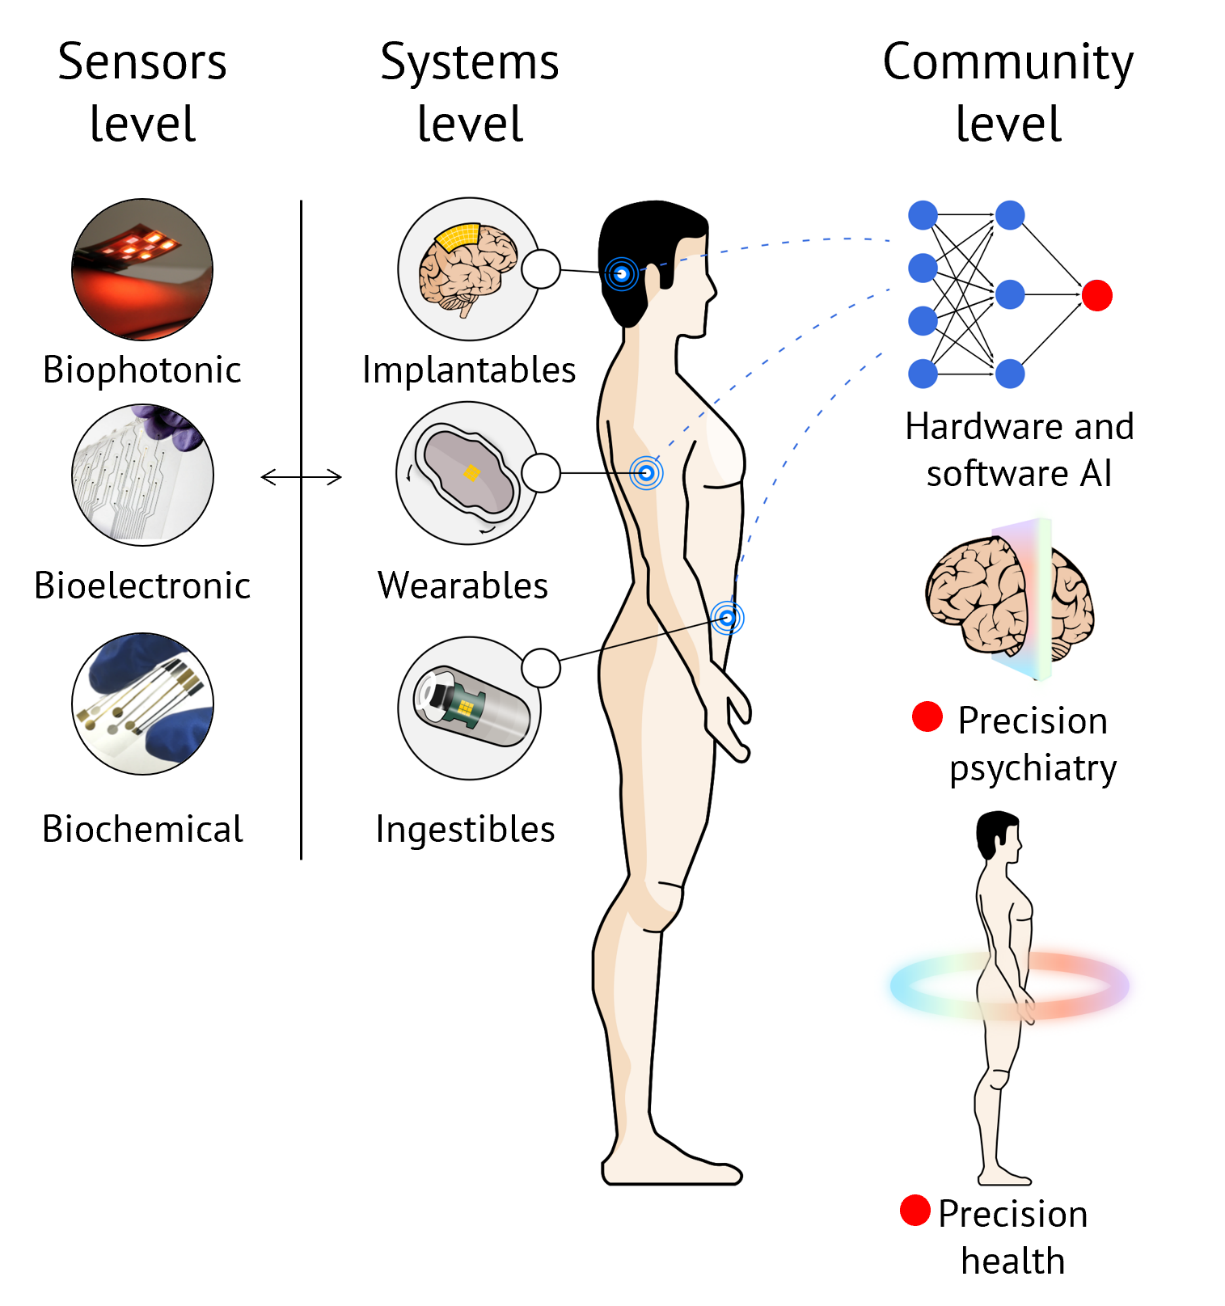 Sensors
level
Systems
level
Community
level
Biophotonic
Bioelectronic
Biochemical
Implantables
Wearables
Ingestibles
Hardware and
software AI
Precision
psychiatry
Precision
health